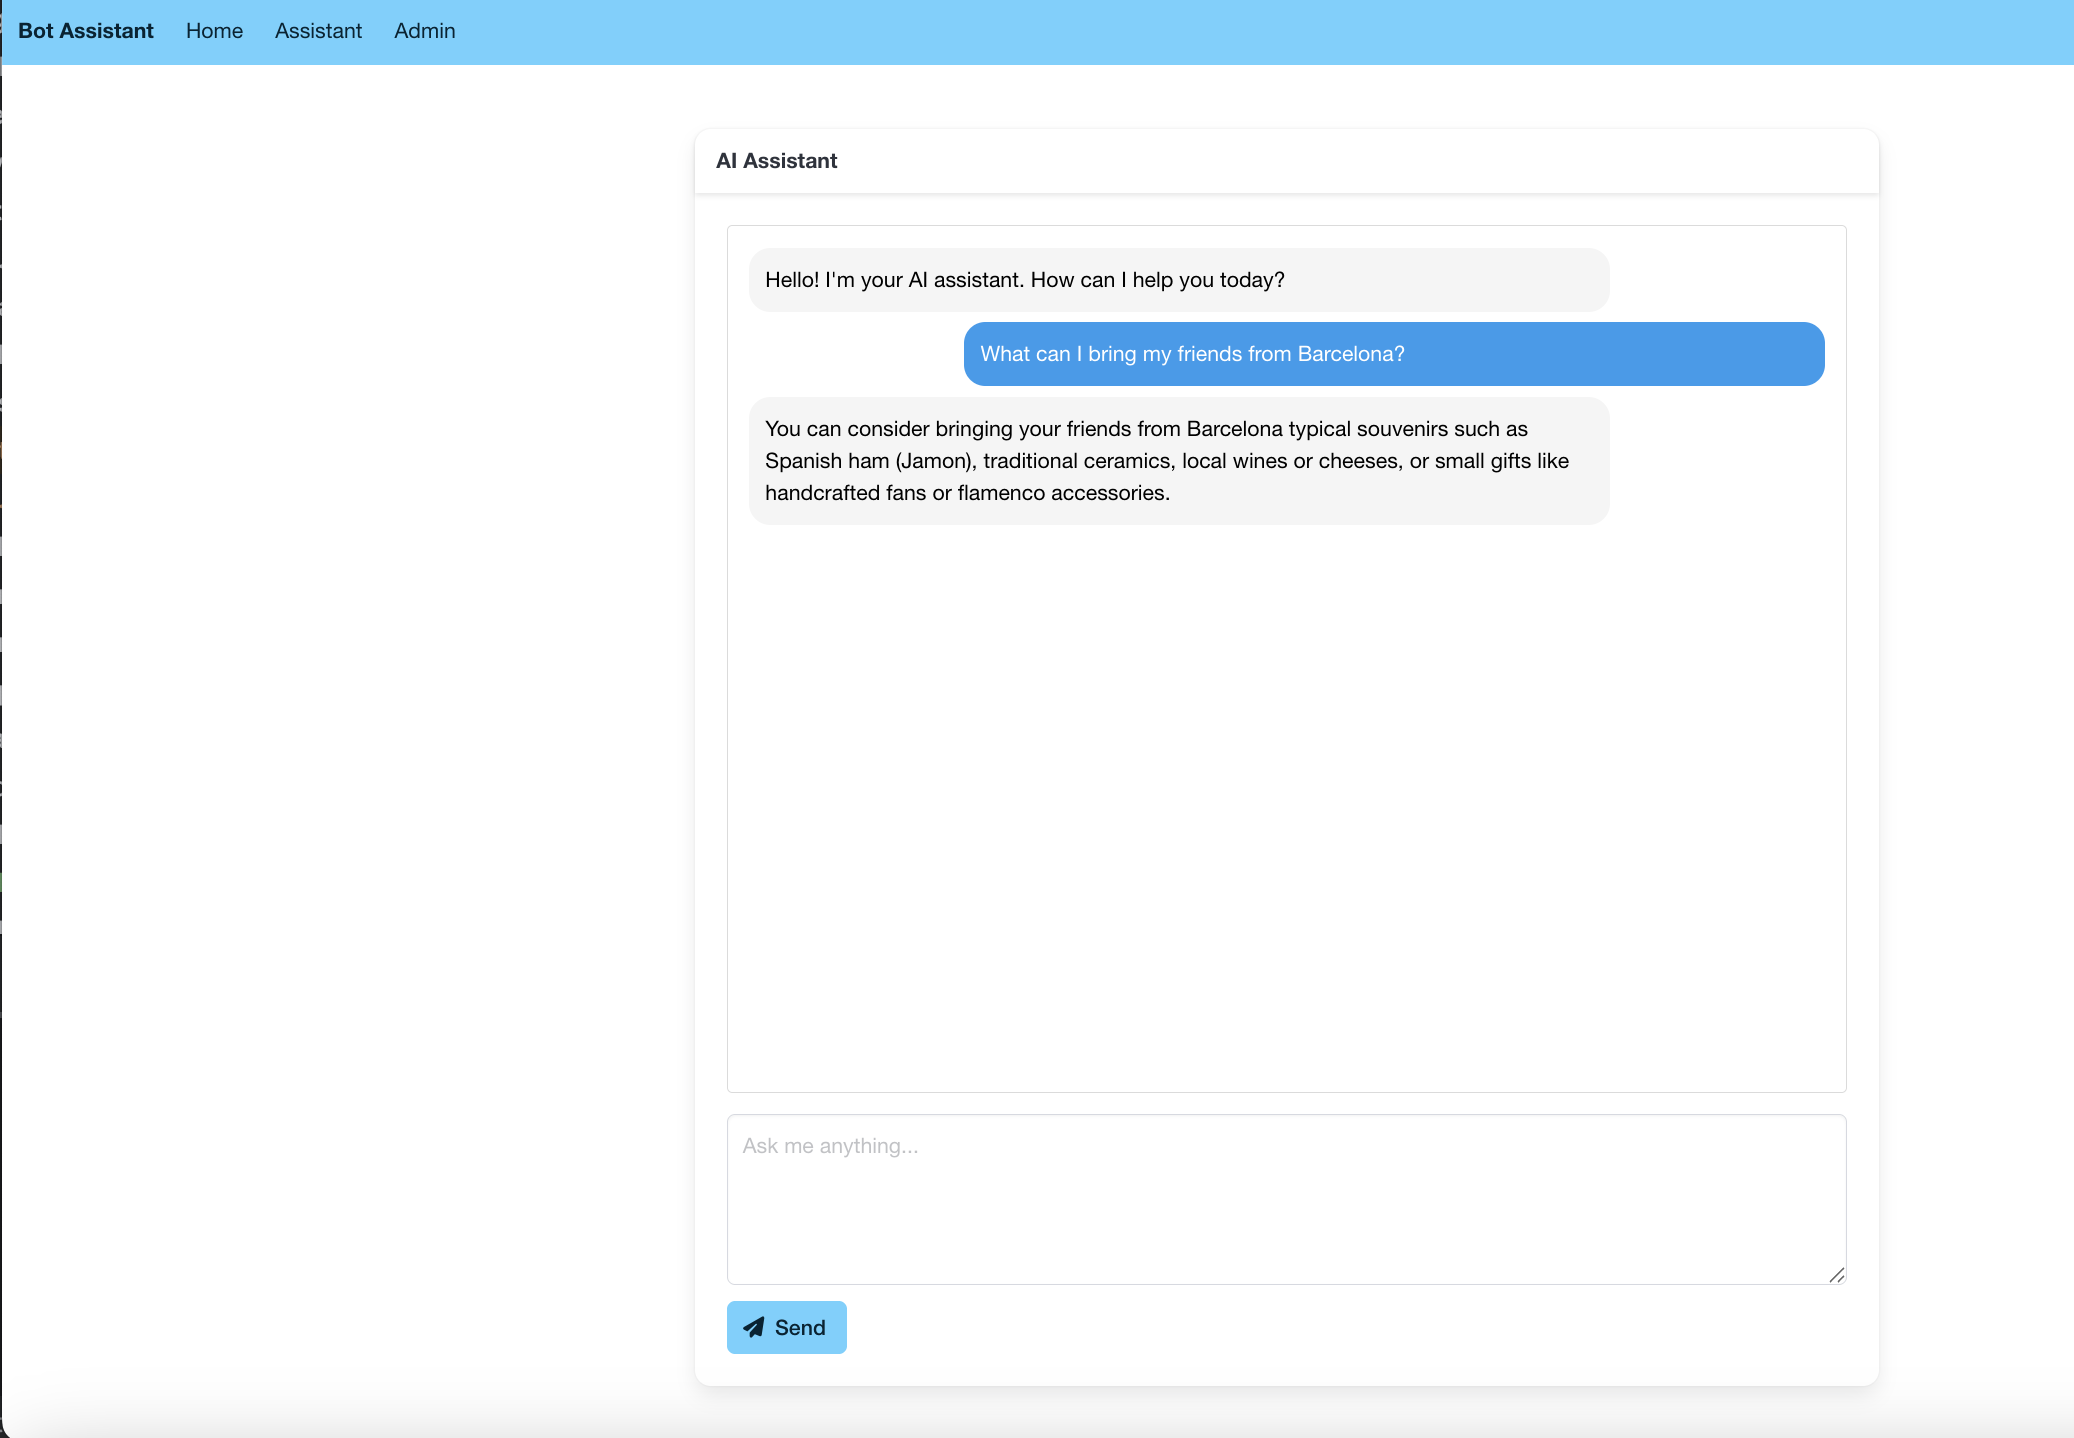 Bot Assistant Home Assistant Admin
AI Assistant
Hello! I'm your AI assistant. How can I help you today?
What can I bring my friends from Barcelona?
You can consider bringing your friends from Barcelona typical souvenirs such as
Spanish ham (Jamon), traditional ceramics, local wines or cheeses, or small gifts like
handcrafted fans or flamenco accessories.
Ask me anything...
Send